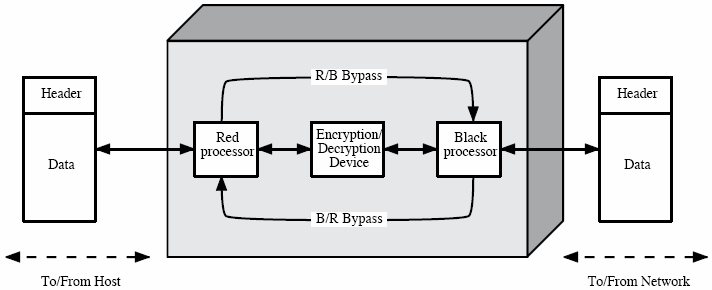 R/B Bypass
Header
Data
Red
processor
Encryption/
Decryption
Device
Black
processor
Header
Data
B/R Bypass
To/From Host
To/From Network